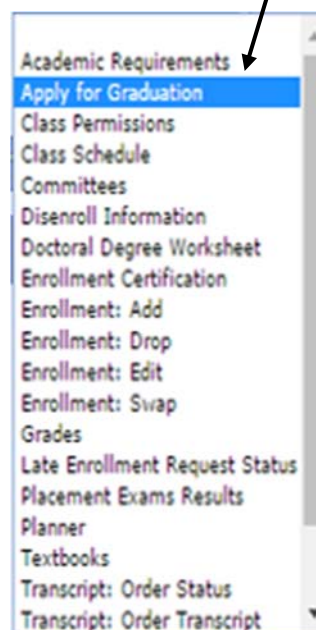 Academic Requirements
Apply for Graduation
Class Permissions
Class Schedule
Committees
Disenroll Information
Doctoral Degree Worksheet
Enrollment Certification
Enrollment: Add
Enrollment: Drop
Enrollment: Edit
Enrollment: Swap
Grades
Late Enrollment Request Status
Placement Exams Results
Planner
Textbooks
Transcript: Order Status
Transcript: Order Transcript